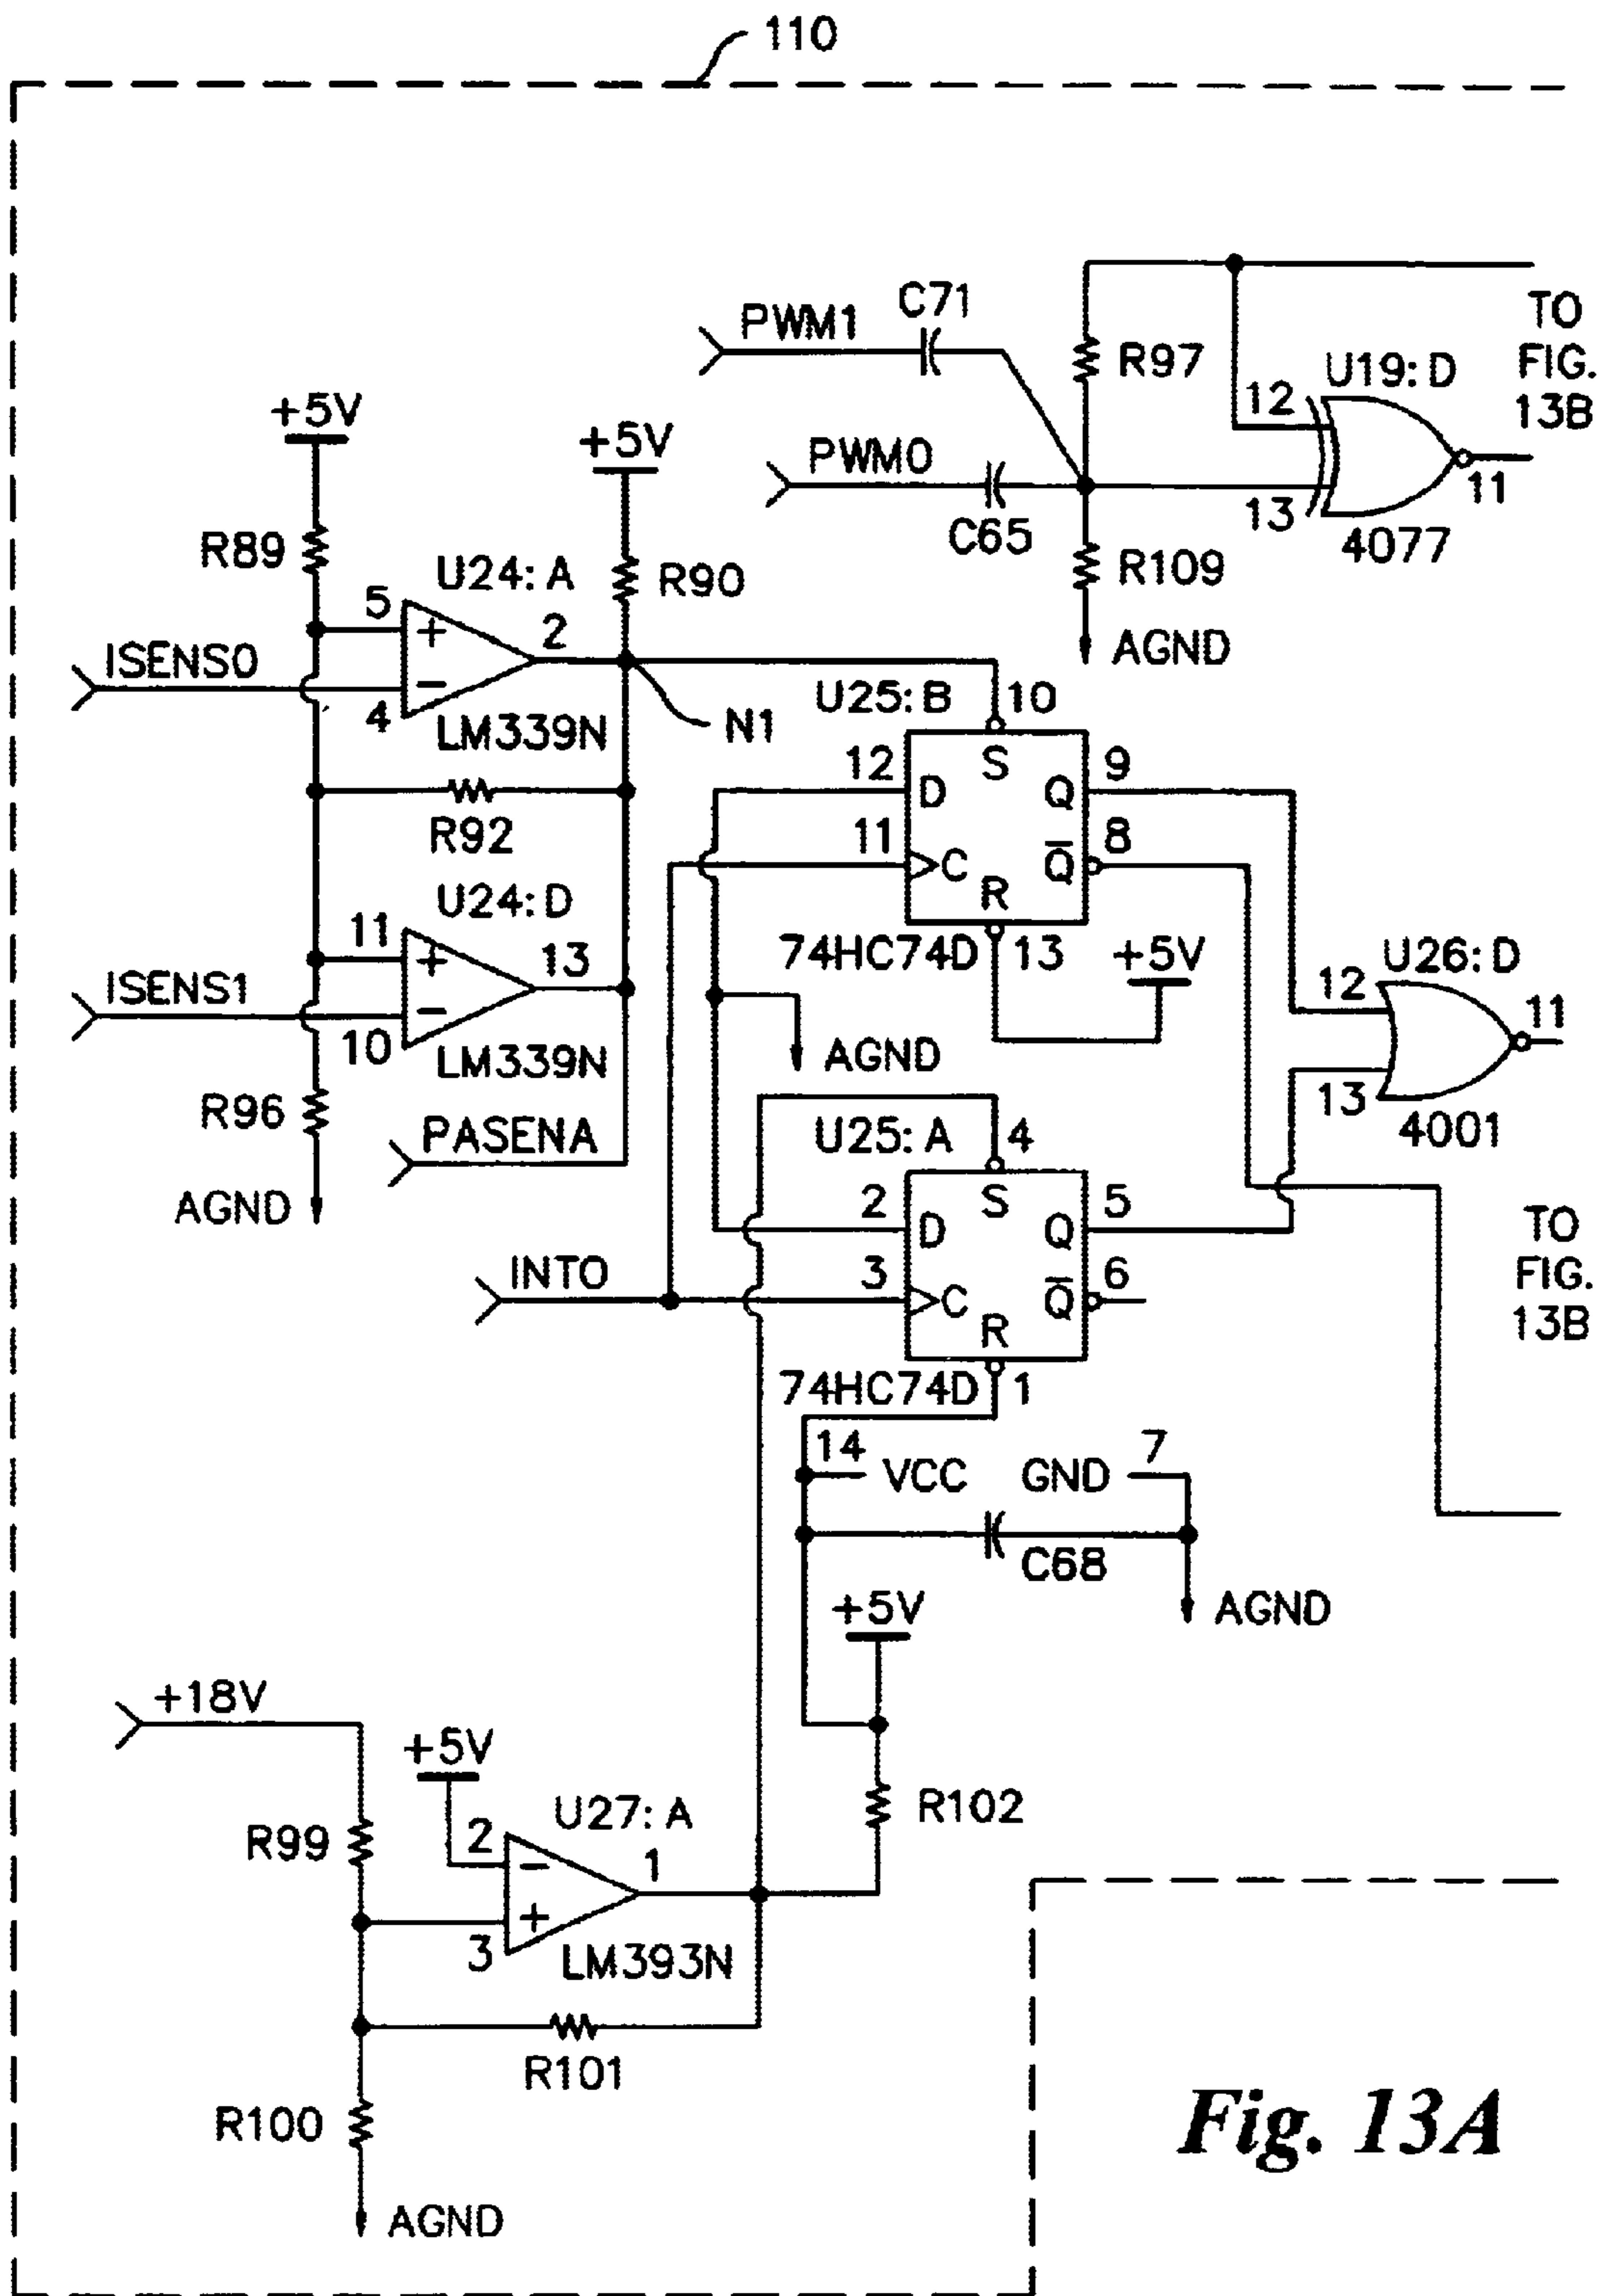 110
PWM1
C71
R97
TO
FIG.
13B
U19:D
12
13
11
4077
PWM0
C65
R109
AGND
+5V
+5V
R89
R90
U24:A
5
+
2
ISENS0
−
4
LM339N
N1
R92
U24:D
11
+
13
ISENS1
−
10
LM339N
R96
PASENA
AGND
U25:B
10
S
12
D
Q
9
11
C
Q
8
R
74HC74D
13
+5V
AGND
U26:D
12
11
13
4001
U25:A
4
S
2
D
Q
5
INT0
3
C
Q
6
R
74HC74D
1
TO
FIG.
13B
14
VCC
GND
7
C68
AGND
+5V
R102
+18V
+5V
R99
U27:A
2
−
1
+
3
LM393N
R101
R100
AGND
Fig. 13A